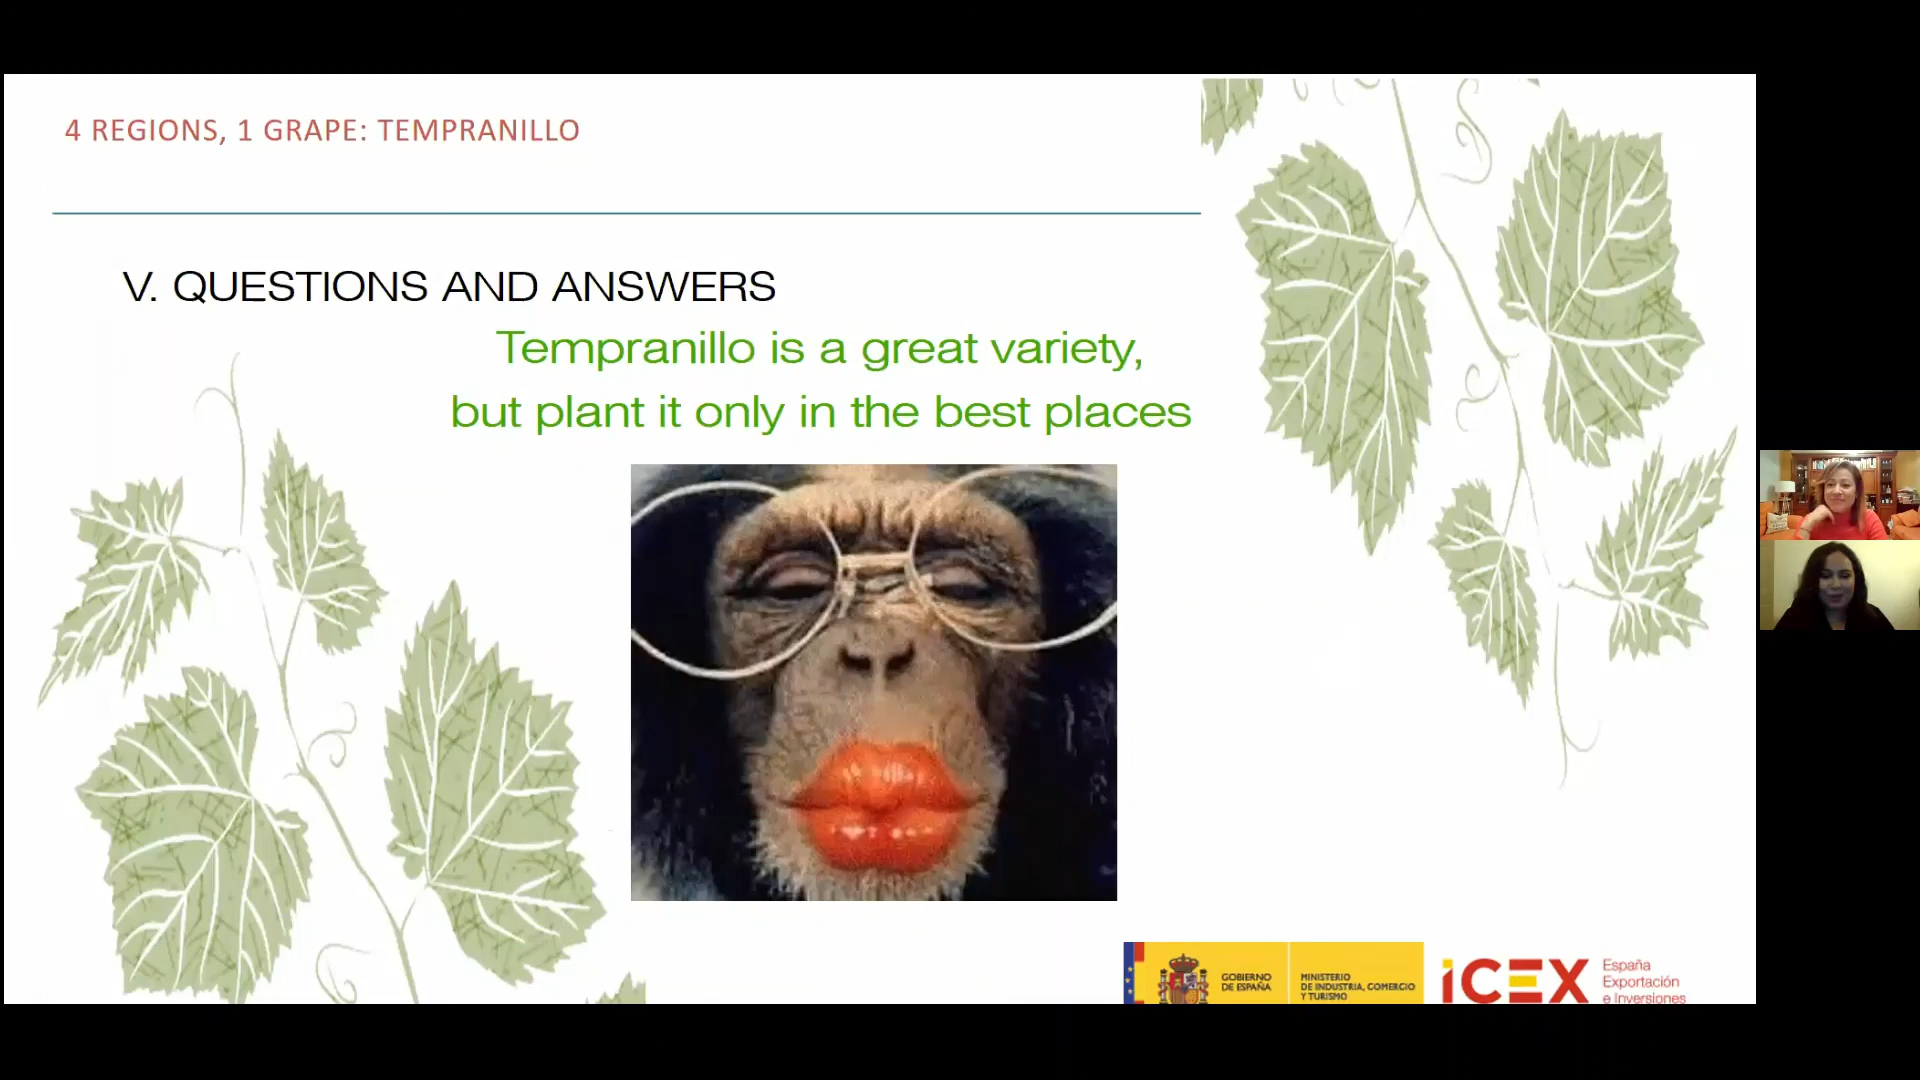 4 REGIONS, 1 GRAPE: TEMPRANILLO
V. QUESTIONS AND ANSWERS
Tempranillo is a great variety,
but plant it only in the best places
GOBIERNO
DE ESPAÑA
MINISTERIO
DE INDUSTRIA, COMERCIO
Y TURISMO
ICEX
España
Exportación
e Inversiones